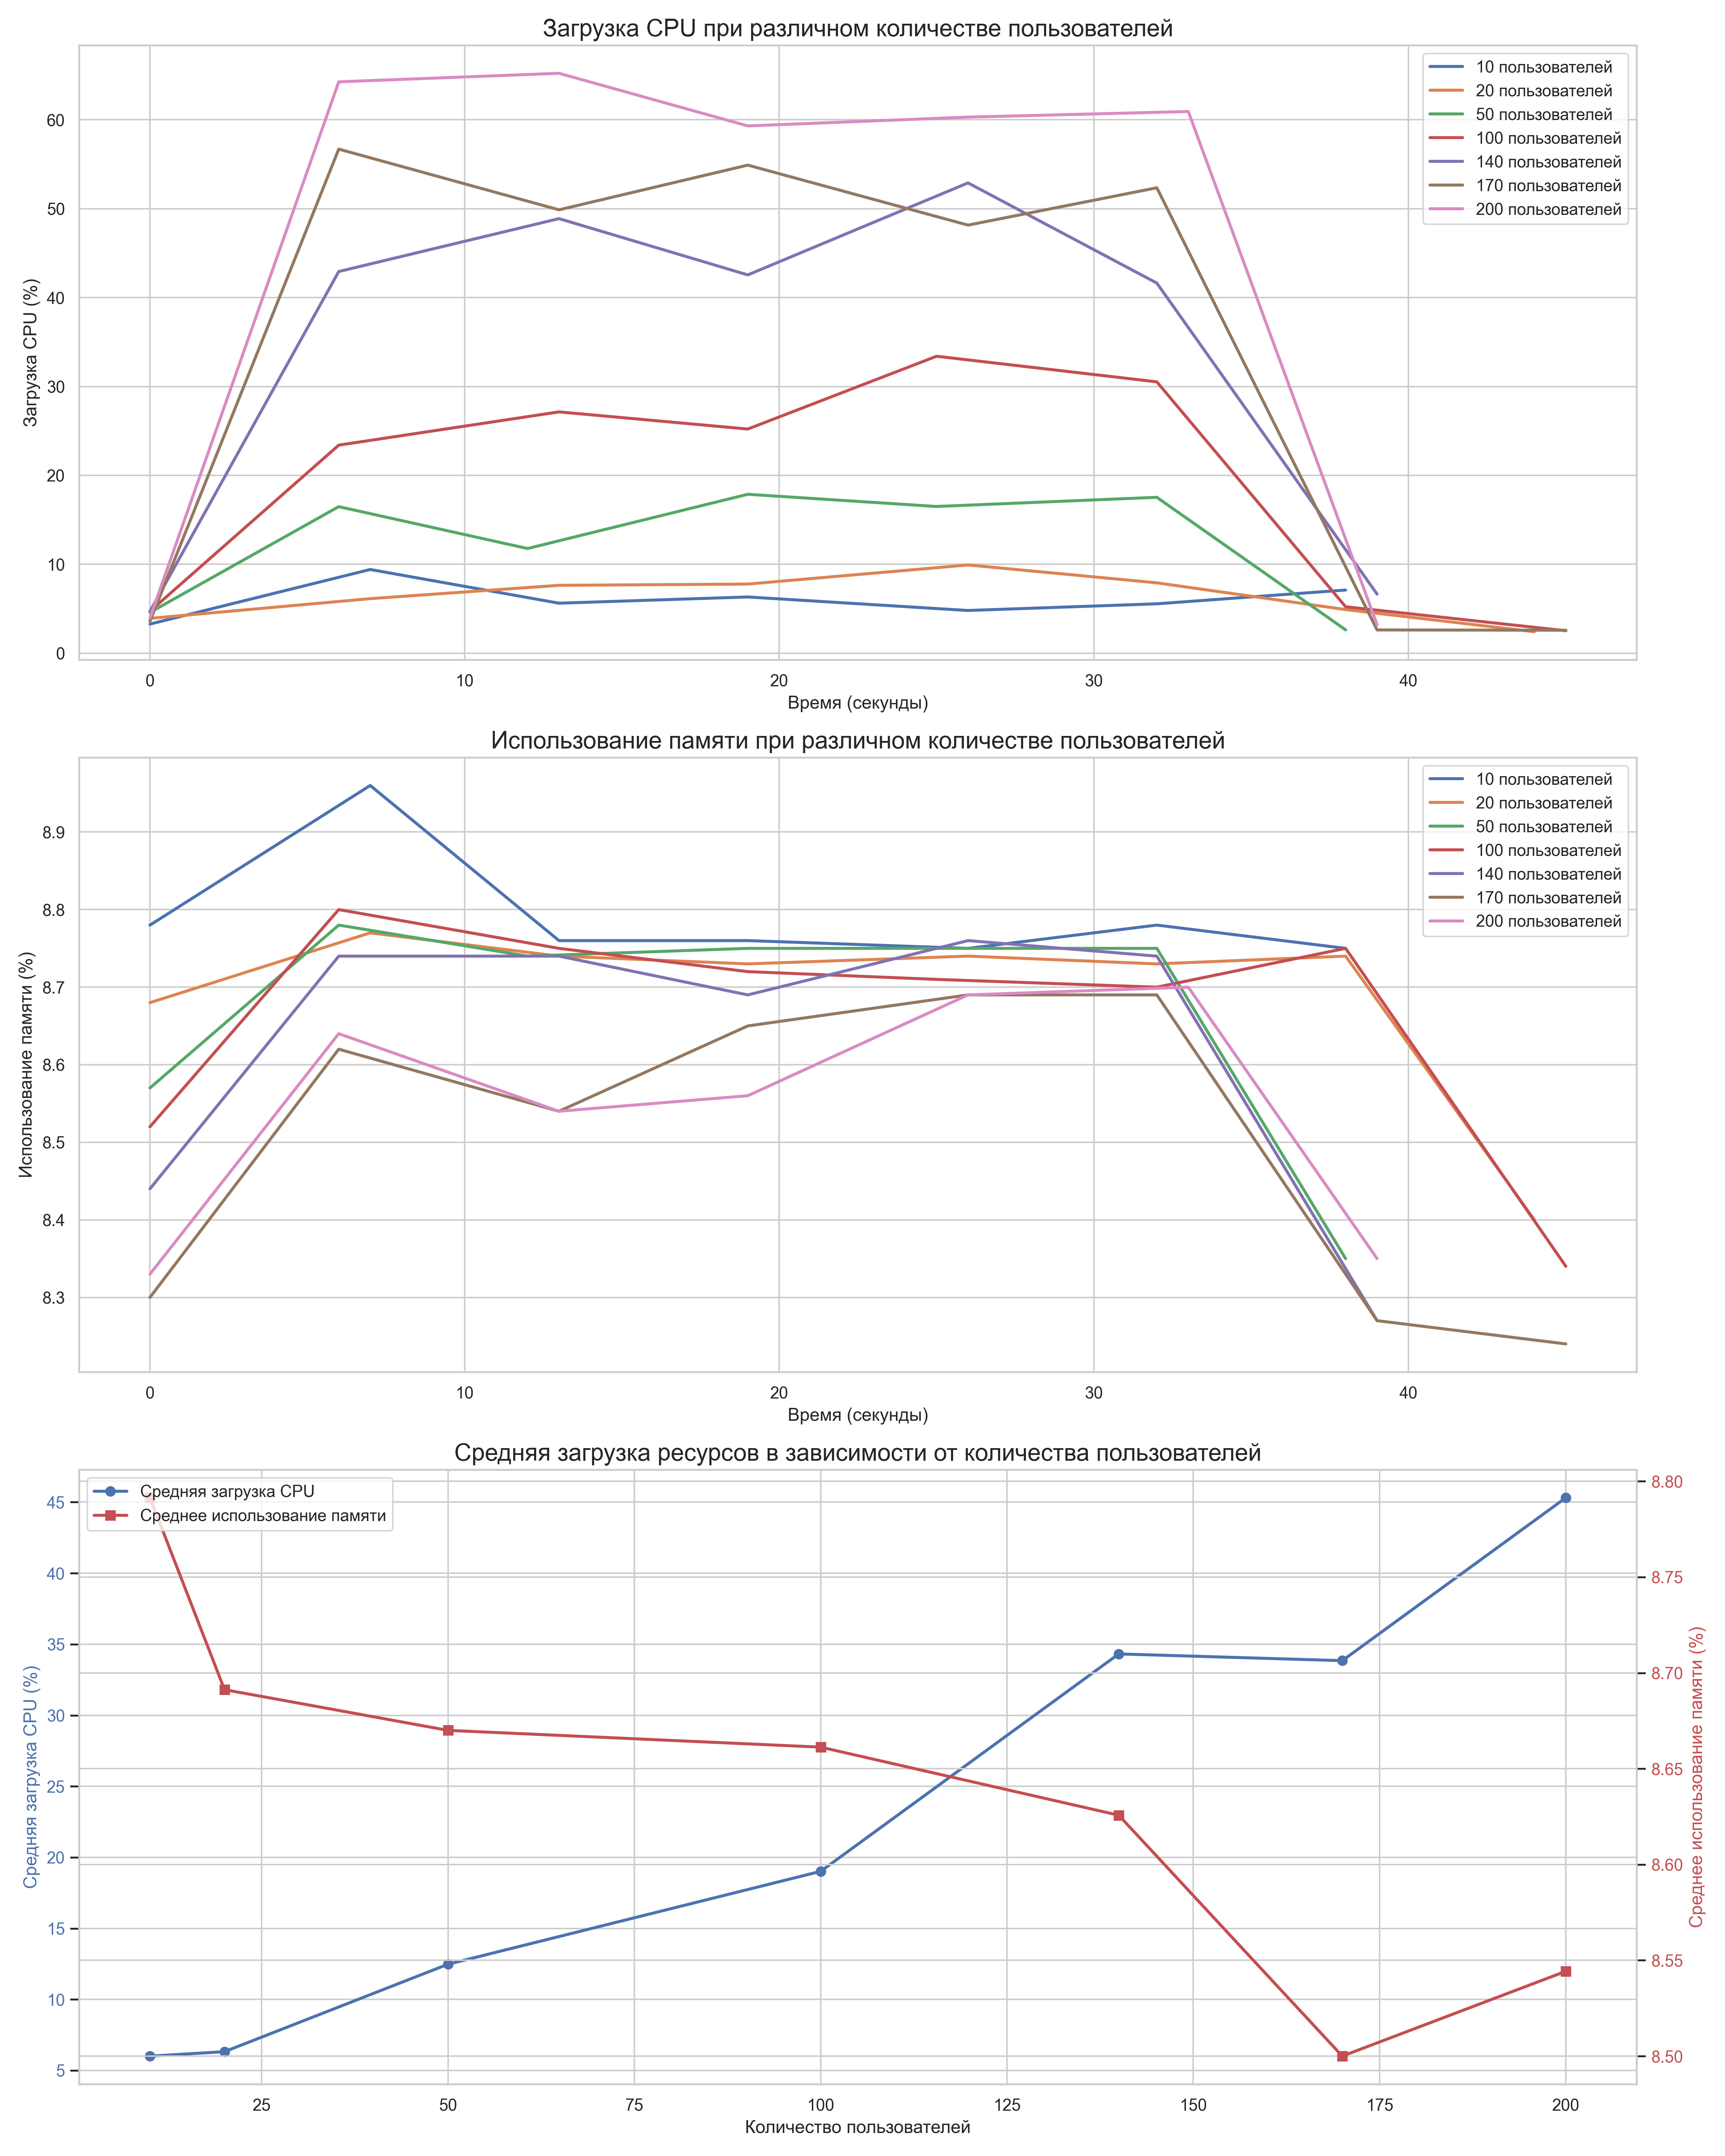 Загрузка CPU при различном количестве пользователей
Загрузка CPU (%)
60
50
40
30
20
10
0
10 пользователей
20 пользователей
50 пользователей
100 пользователей
140 пользователей
170 пользователей
200 пользователей
0 10 20 30 40
Время (секунды)
Использование памяти при различном количестве пользователей
Использование памяти (%)
8.9
8.8
8.7
8.6
8.5
8.4
8.3
10 пользователей
20 пользователей
50 пользователей
100 пользователей
140 пользователей
170 пользователей
200 пользователей
0 10 20 30 40
Время (секунды)
Средняя загрузка ресурсов в зависимости от количества пользователей
Средняя загрузка CPU (%)
45
40
35
30
25
20
15
10
5
Средняя загрузка CPU
Среднее использование памяти
8.80
8.75
8.70
8.65
8.60
8.55
8.50
Среднее использование памяти (%)
25 50 75 100 125 150 175 200
Количество пользователей